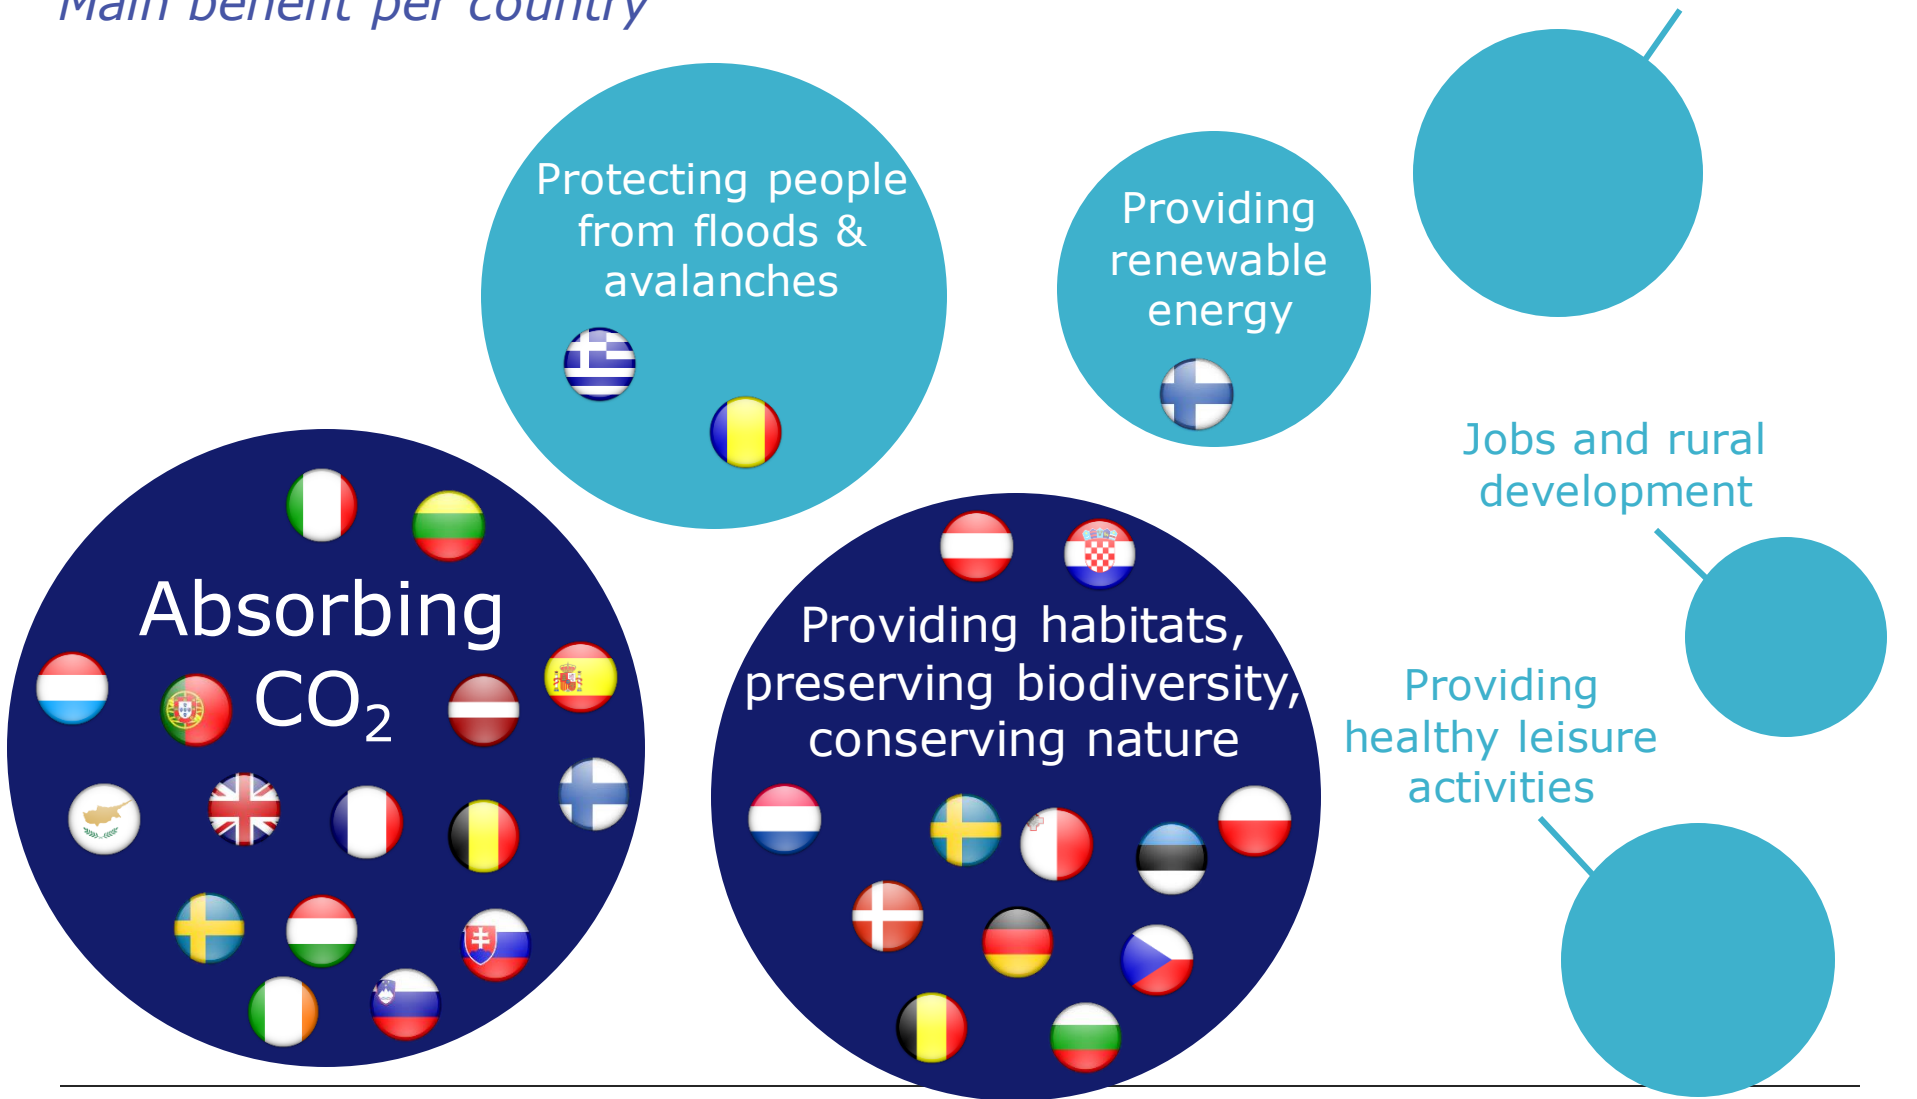 Main benefit per country
Protecting people
from floods &
avalanches
Providing
renewable
energy
Jobs and rural
development
Absorbing
CO₂
Providing habitats,
preserving biodiversity,
conserving nature
Providing
healthy leisure
activities